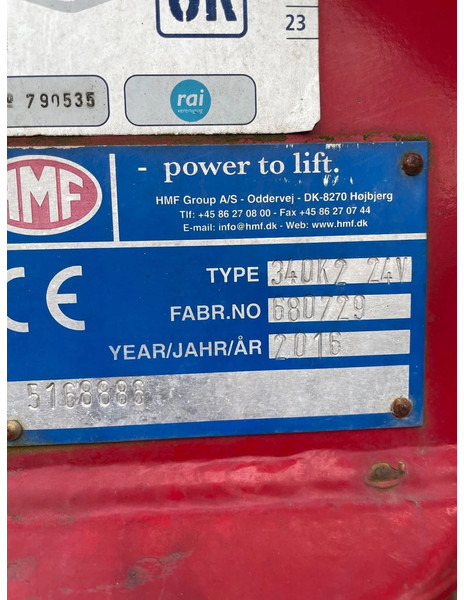 OK
23
№ 790535
rai
HMF
- power to lift.
HMF Group A/S - Oddervej - DK-8270 Højbjerg
Tlf: +45 86 27 08 00 - Fax +45 86 27 07 44
E-mail: info@hmf.dk - Web: www.hmf.dk
CE
TYPE 340K2 24V
FABR.NO 680729
YEAR/JAHR/ÅR 2016
5168886